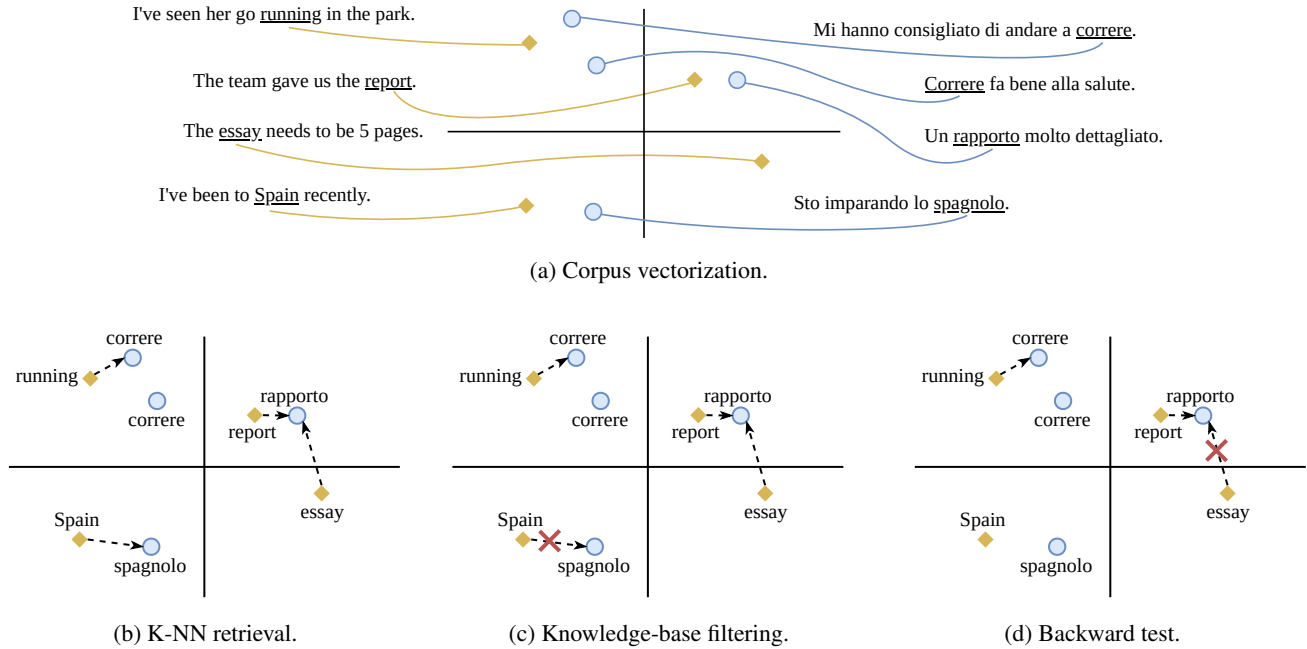 I've seen her go running in the park.
Mi hanno consigliato di andare a correre.
The team gave us the report.
Correre fa bene alla salute.
The essay needs to be 5 pages.
Un rapporto molto dettagliato.
I've been to Spain recently.
Sto imparando lo spagnolo.
(a) Corpus vectorization.
correre
running
correre
rapporto
report
essay
Spain
spagnolo
(b) K-NN retrieval.
correre
running
correre
rapporto
report
essay
Spain
spagnolo
(c) Knowledge-base filtering.
correre
running
correre
rapporto
report
essay
Spain
spagnolo
(d) Backward test.